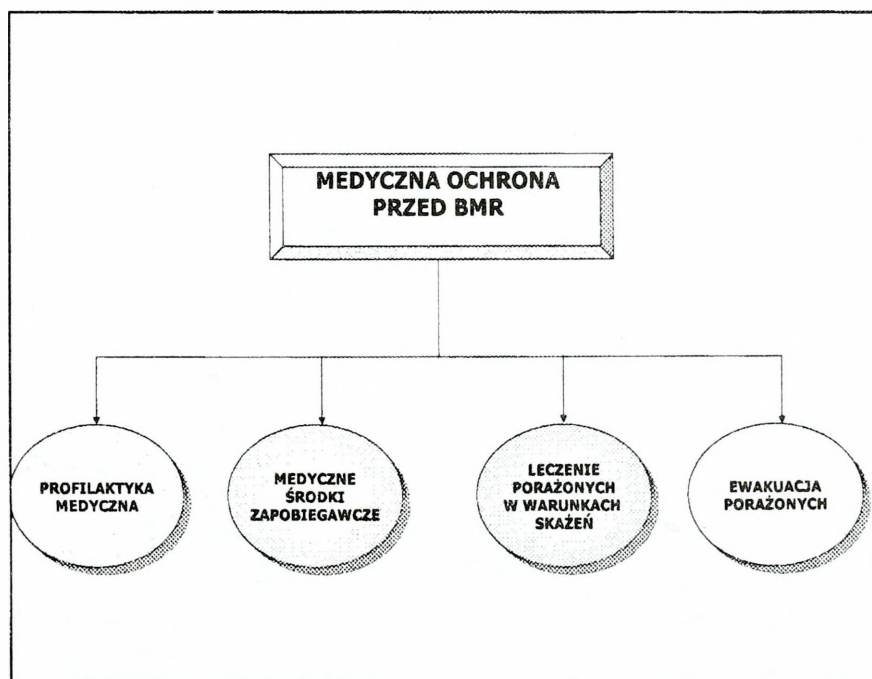 MEDYCZNA OCHRONA
PRZED BMR
PROFILAKTYKA
MEDYCZNA
MEDYCZNE
ŚRODKI
ZAPOBIEGAWCZE
LECZENIE
PORAŻONYCH
W WARUNKACH
SKAŻEŃ
EWAKUACJA
PORAŻONYCH